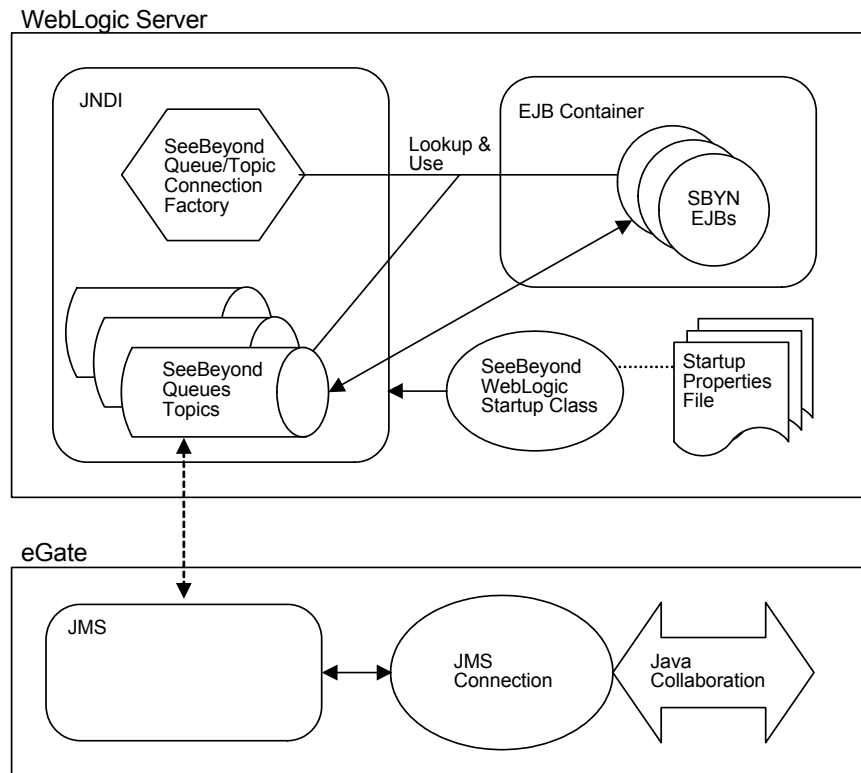 WebLogic Server
JNDI
SeeBeyond
Queue/Topic
Connection
Factory
Lookup &
Use
EJB Container
SBYN
EJBs
SeeBeyond
Queues
Topics
SeeBeyond
WebLogic
Startup Class
Startup
Properties
File
eGate
JMS
JMS
Connection
Java
Collaboration